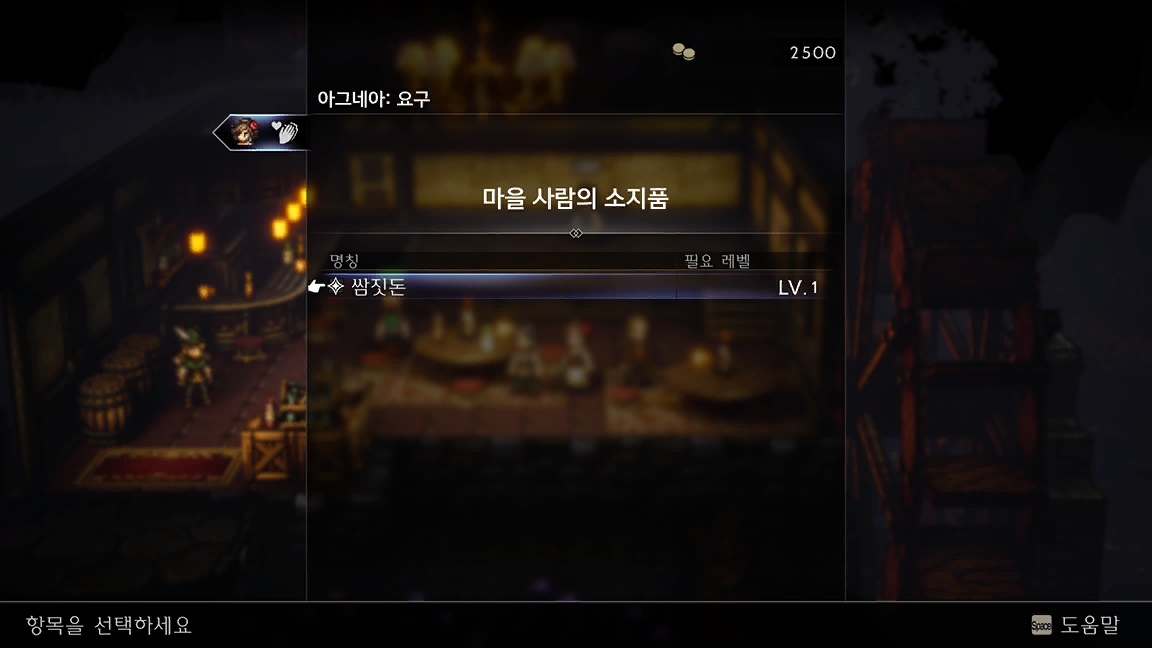 2500
아그네아: 요구
마을 사람의 소지품
명칭 필요 레벨
쌈짓돈 LV.1
항목을 선택하세요 Space 도움말